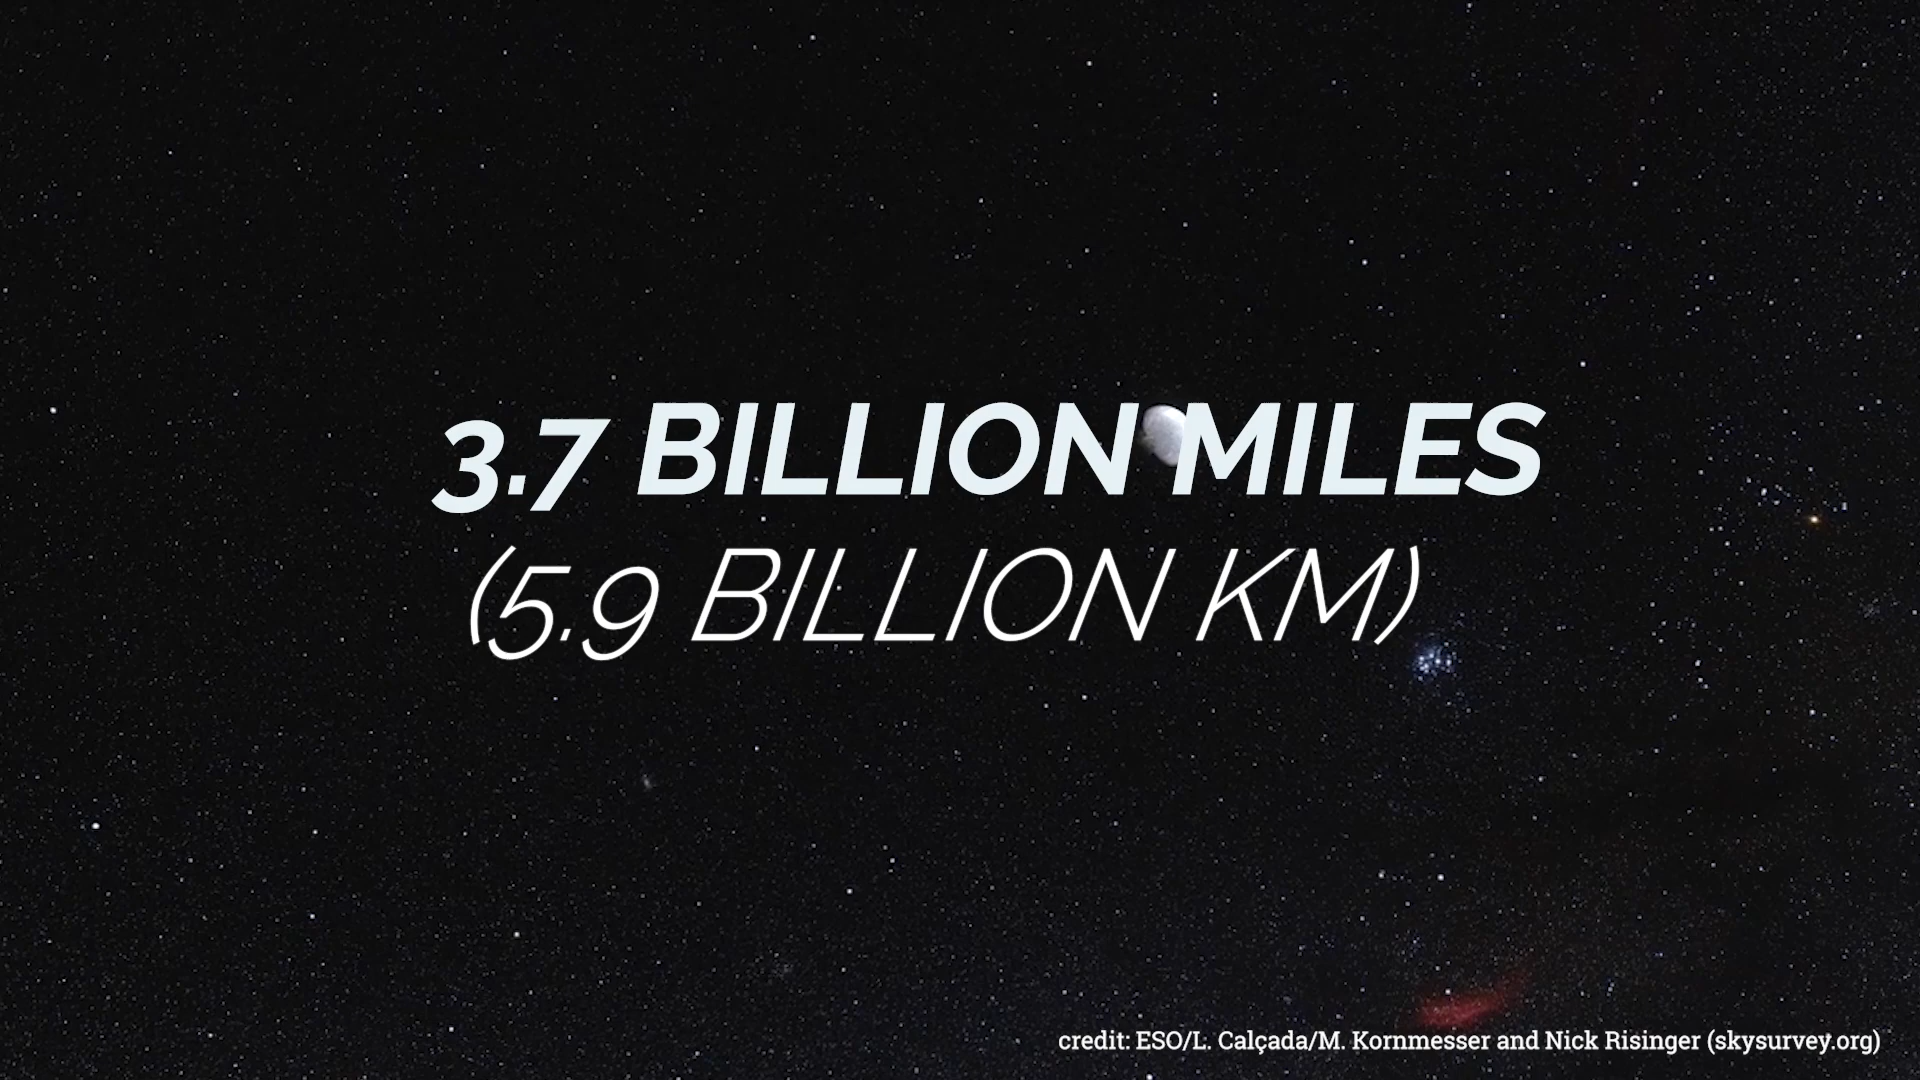 3.7 BILLION MILES
(5.9 BILLION KM)
credit: ESO/L. Calçada/M. Kornmesser and Nick Risinger (skysurvey.org)